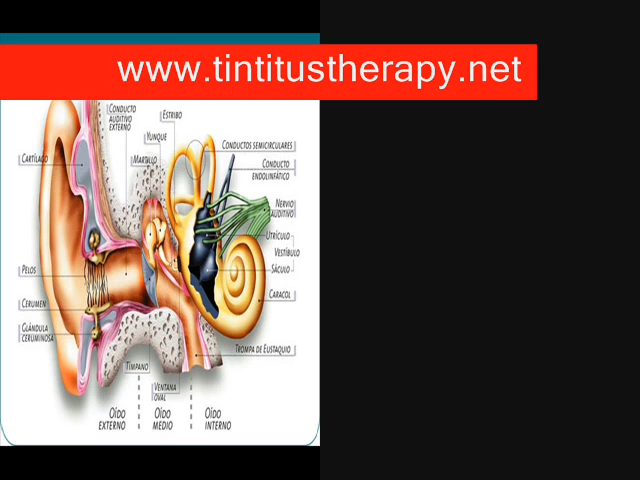 www.tintitustherapy.net
CONDUCTO
AUDITIVO
EXTERNO
ESTRIBO
YUNQUE
MARTILLO
CONDUCTOS SEMICIRCULARES
CARTÍLAGO
CONDUCTO
ENDOLINFÁTICO
NERVIO
AUDITIVO
UTRÍCULO
VESTÍBULO
SÁCULO
PELOS
CARACOL
CERUMEN
GLÁNDULA
CERUMINOSA
TROMPA DE EUSTAQUIO
TÍMPANO
VENTANA
OVAL
OÍDO
EXTERNO
OÍDO
MEDIO
OÍDO
INTERNO